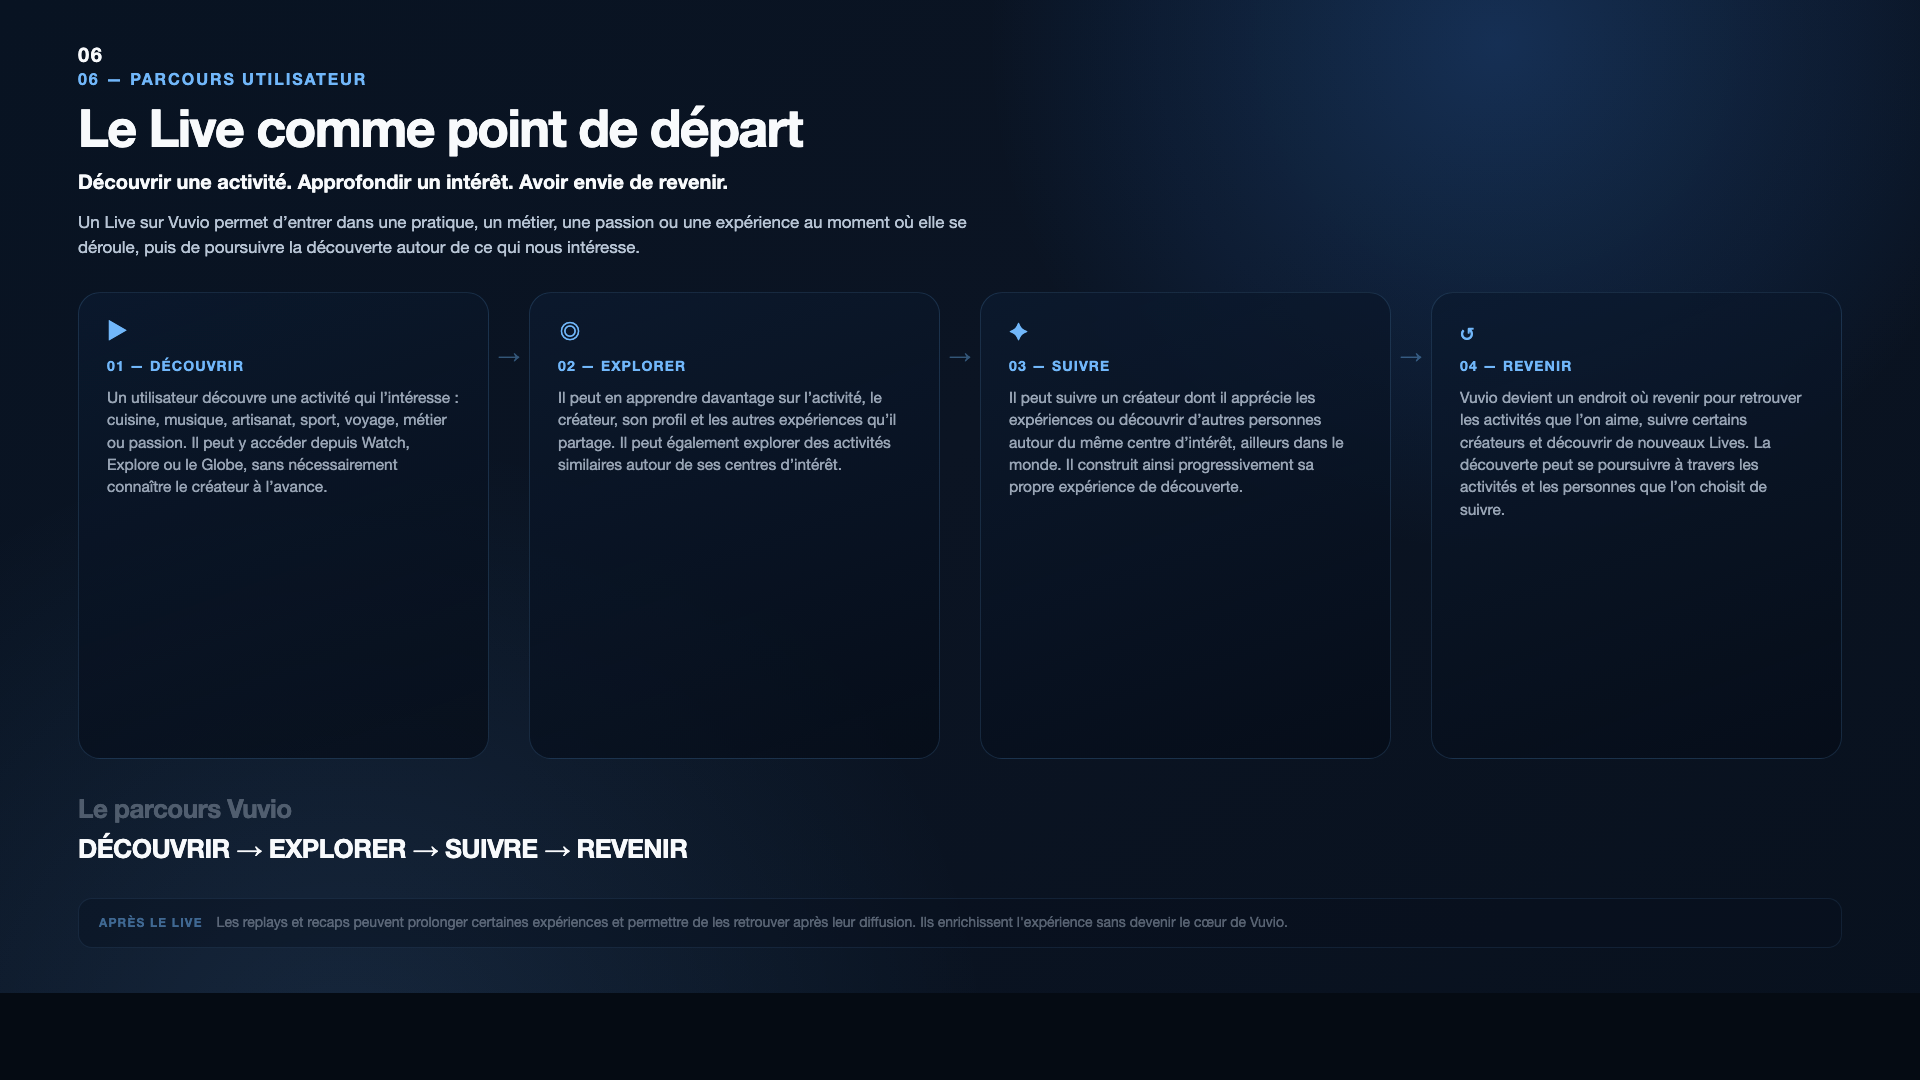 06
06 — PARCOURS UTILISATEUR
Le Live comme point de départ
Découvrir une activité. Approfondir un intérêt. Avoir envie de revenir.
Un Live sur Vuvio permet d’entrer dans une pratique, un métier, une passion ou une expérience au moment où elle se
déroule, puis de poursuivre la découverte autour de ce qui nous intéresse.
01 — DÉCOUVRIR
Un utilisateur découvre une activité qui l’intéresse :
cuisine, musique, artisanat, sport, voyage, métier
ou passion. Il peut y accéder depuis Watch,
Explore ou le Globe, sans nécessairement
connaître le créateur à l’avance.
→
02 — EXPLORER
Il peut en apprendre davantage sur l’activité, le
créateur, son profil et les autres expériences qu’il
partage. Il peut également explorer des activités
similaires autour de ses centres d’intérêt.
→
03 — SUIVRE
Il peut suivre un créateur dont il apprécie les
expériences ou découvrir d’autres personnes
autour du même centre d’intérêt, ailleurs dans le
monde. Il construit ainsi progressivement sa
propre expérience de découverte.
→
04 — REVENIR
Vuvio devient un endroit où revenir pour retrouver
les activités que l’on aime, suivre certains
créateurs et découvrir de nouveaux Lives. La
découverte peut se poursuivre à travers les
activités et les personnes que l’on choisit de
suivre.
Le parcours Vuvio
DÉCOUVRIR → EXPLORER → SUIVRE → REVENIR
APRÈS LE LIVE Les replays et recaps peuvent prolonger certaines expériences et permettre de les retrouver après leur diffusion. Ils enrichissent l’expérience sans devenir le cœur de Vuvio.